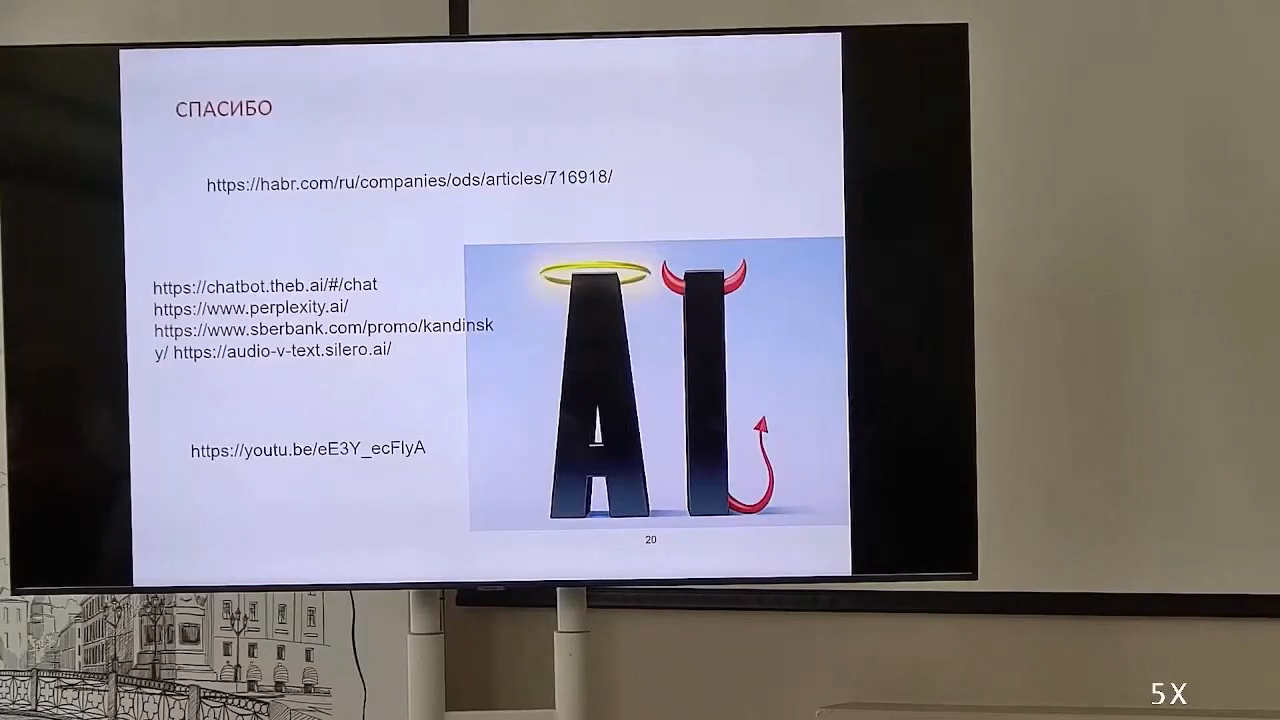 СПАСИБО
https://habr.com/ru/companies/ods/articles/716918/
https://chatbot.theb.ai/#/chat
https://www.perplexity.ai/
https://www.sberbank.com/promo/kandinsk
y/ https://audio-v-text.silero.ai/
https://youtu.be/eE3Y_ecFlyA
AI
20
5X